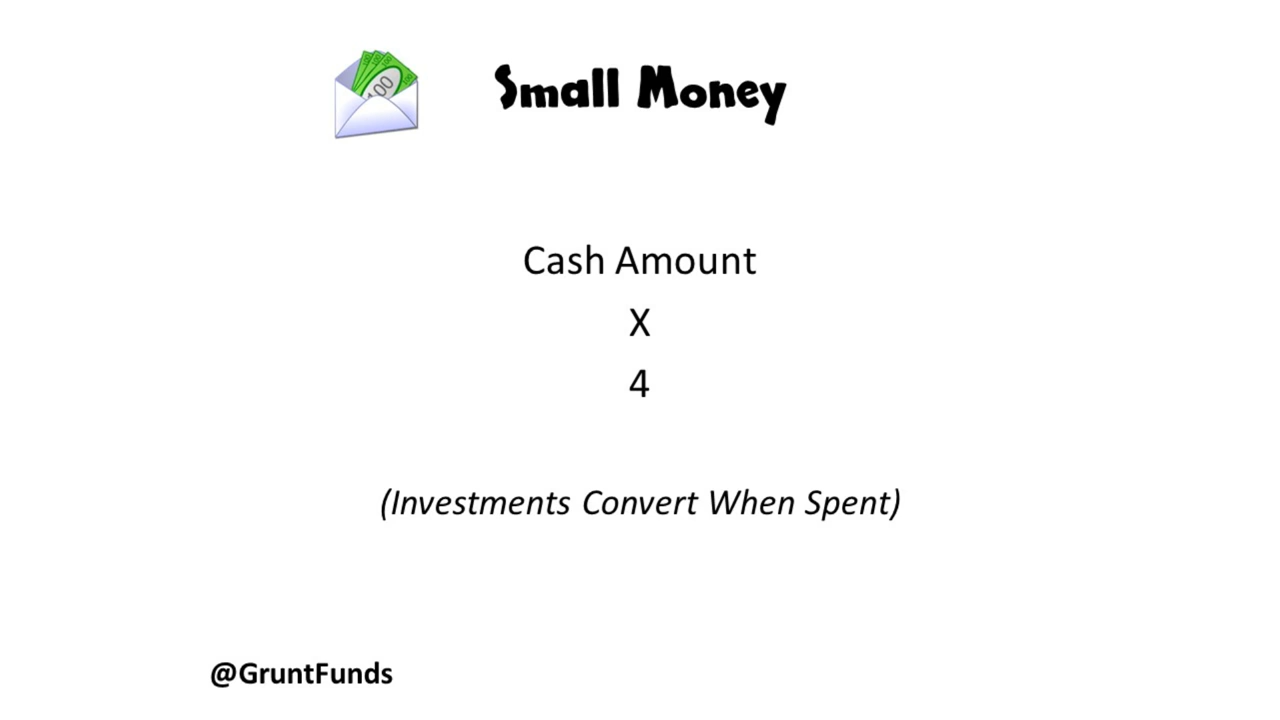 Small Money
Cash Amount
X
4
(Investments Convert When Spent)
@GruntFunds